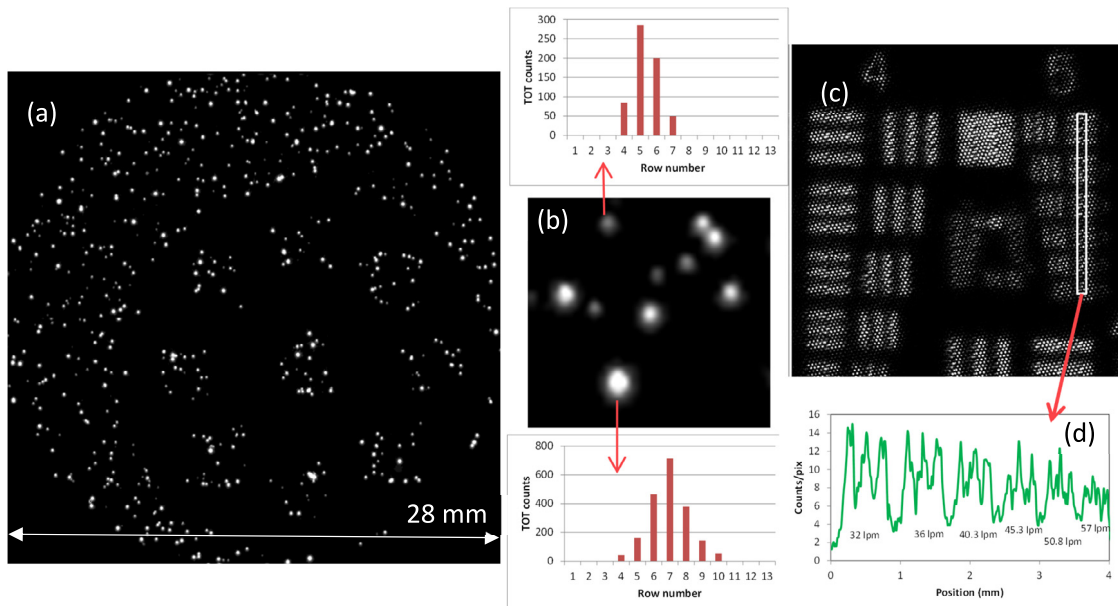 (a)
28 mm
300
250
200
150
100
50
0
TOT counts
1 2 3 4 5 6 7 8 9 10 11 12 13
Row number
(b)
800
600
400
200
0
TOT counts
1 2 3 4 5 6 7 8 9 10 11 12 13
Row number
(c)
4 5
(d)
16
14
12
10
8
6
4
2
0
Counts/pix
32 lpm 36 lpm 40.3 lpm 45.3 lpm 50.8 lpm 57 lpm
0 1 2 3 4
Position (mm)